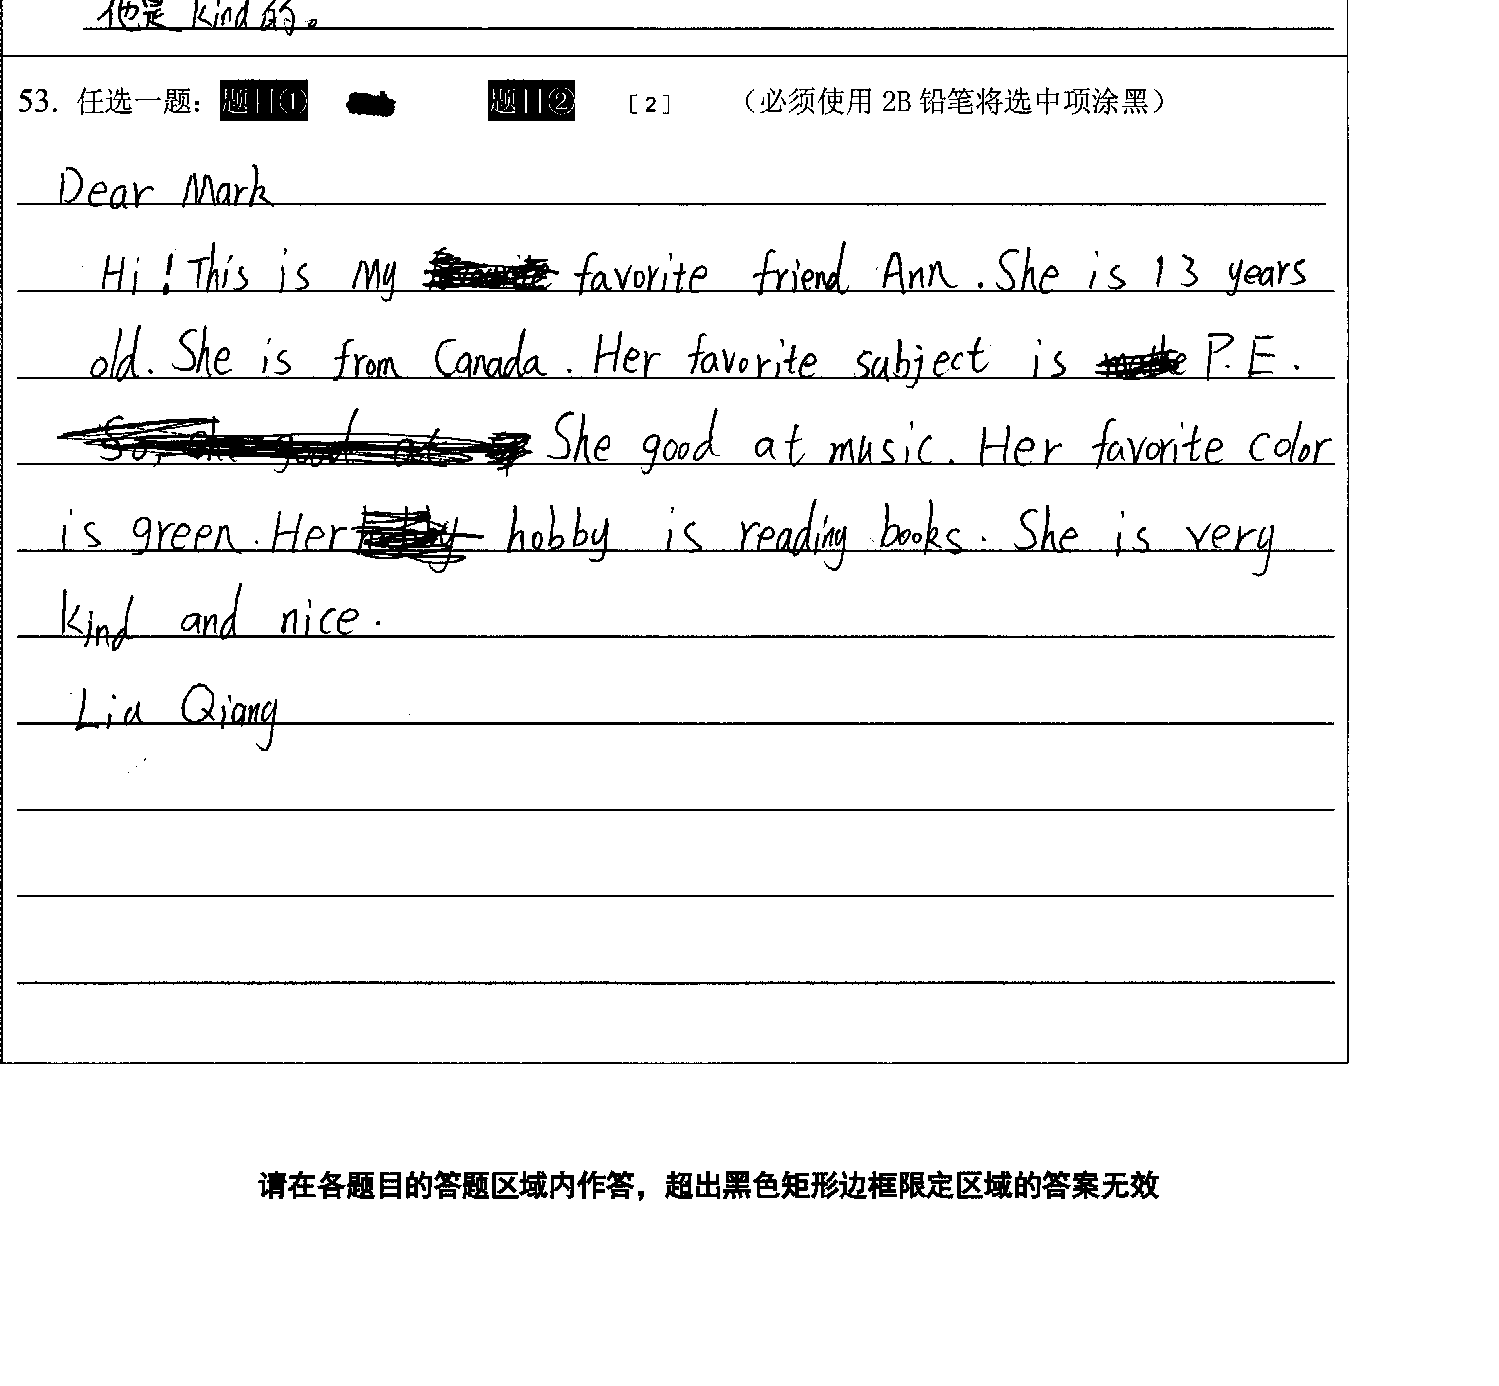 他是 kind 的。
53. 任选一题: 题目① 题目② [2] （必须使用 2B 铅笔将选中项涂黑）
Dear Mark
Hi! This is my favorite friend Ann. She is 13 years
old. She is from Canada. Her favorite subject is P.E.
She good at music. Her favorite color
is green. Her hobby is reading books. She is very
kind and nice.
Liu Qiang
请在各题目的答题区域内作答，超出黑色矩形边框限定区域的答案无效